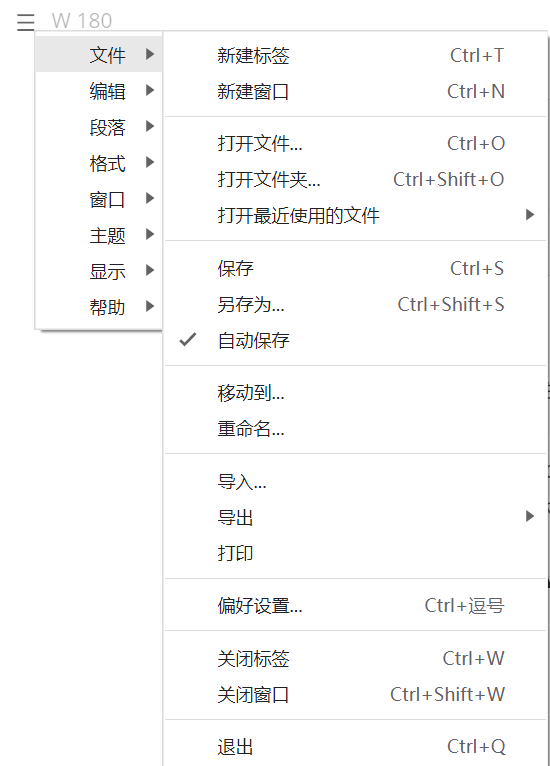 W 180
文件
编辑
段落
格式
窗口
主题
显示
帮助
新建标签 Ctrl+T
新建窗口 Ctrl+N
打开文件... Ctrl+O
打开文件夹... Ctrl+Shift+O
打开最近使用的文件
保存 Ctrl+S
另存为... Ctrl+Shift+S
自动保存
移动到...
重命名...
导入...
导出
打印
偏好设置... Ctrl+逗号
关闭标签 Ctrl+W
关闭窗口 Ctrl+Shift+W
退出 Ctrl+Q